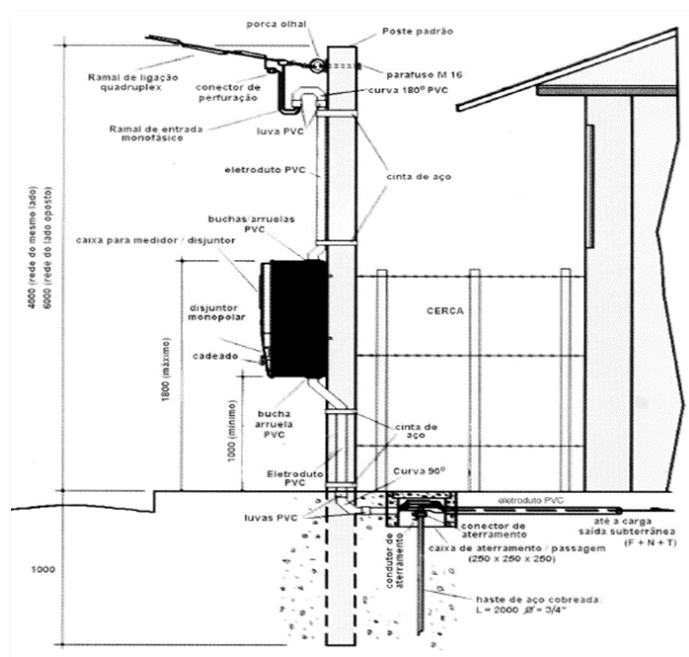 porca olhal
Poste padrão
Ramal de ligação
quadruplex
conector de
perfuração
parafuso M 16
curva 180º PVC
Ramal de entrada
monofásico
luva PVC
eletroduto PVC
cinta de aço
buchas/arruelas
PVC
caixa para medidor / disjuntor
4000 (rede do mesmo lado)
6000 (rede do lado oposto)
disjuntor
monopolar
cadeado
CERCA
1800 (máximo)
1000 (mínimo)
bucha
arruela
PVC
cinta de
aço
Eletroduto
PVC
Curva 90º
luvas PVC
eletroduto PVC
até a carga
saída subterrânea
(F + N + T)
conector de
aterramento
condutor de
aterramento
caixa de aterramento / passagem
(250 x 250 x 250)
1000
haste de aço cobreada:
L = 2000 ,Ø = 3/4"